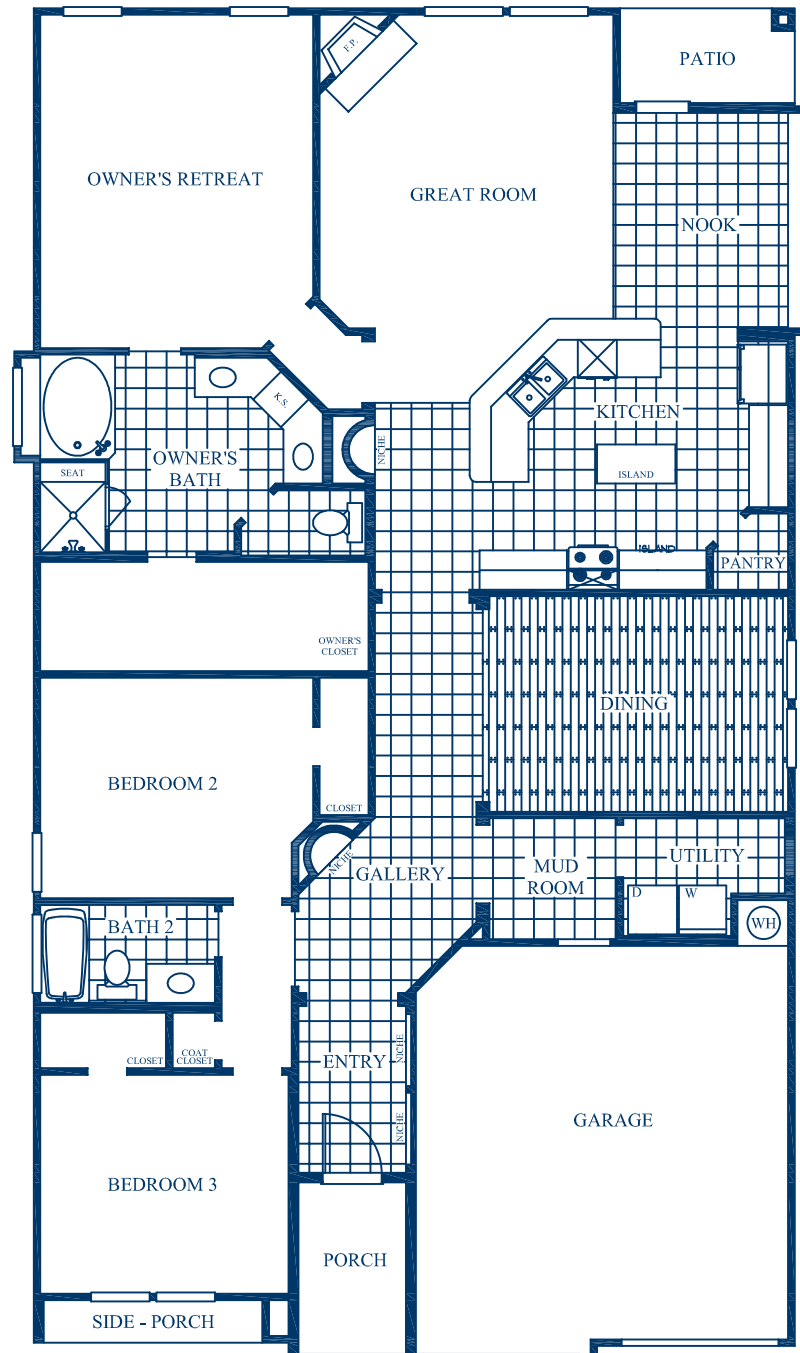 F.P.
PATIO
OWNER'S RETREAT
GREAT ROOM
NOOK
K.S.
KITCHEN
NICHE
OWNER'S
BATH
SEAT
ISLAND
ISLAND
PANTRY
OWNER'S
CLOSET
DINING
BEDROOM 2
CLOSET
NICHE
GALLERY
MUD
ROOM
UTILITY
D
W
WH
BATH 2
CLOSET
COAT
CLOSET
ENTRY
NICHE
NICHE
GARAGE
BEDROOM 3
PORCH
SIDE - PORCH